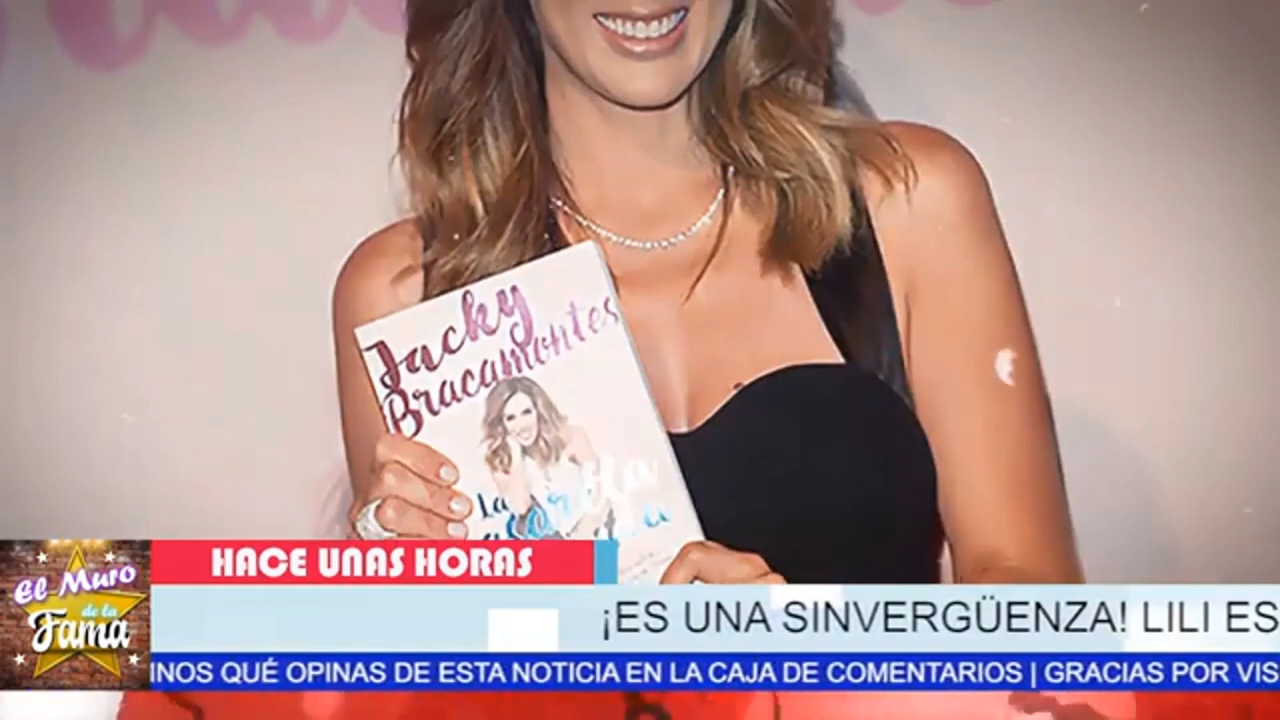 Jacky
Bracamontes
La
HACE UNAS HORAS
El Muro
de la
Fama
¡ES UNA SINVERGÜENZA! LILI ES
INOS QUÉ OPINAS DE ESTA NOTICIA EN LA CAJA DE COMENTARIOS | GRACIAS POR VIS